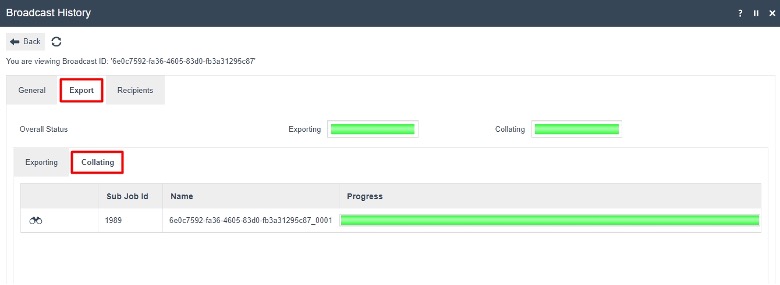 Broadcast History
? 
Back
You are viewing Broadcast ID: '6e0c7592-fa36-4605-83d0-fb3a31295c87'
General Export Recipients
Overall Status Exporting Collating
Exporting Collating
Sub Job Id Name Progress
1989 6e0c7592-fa36-4605-83d0-fb3a31295c87_0001